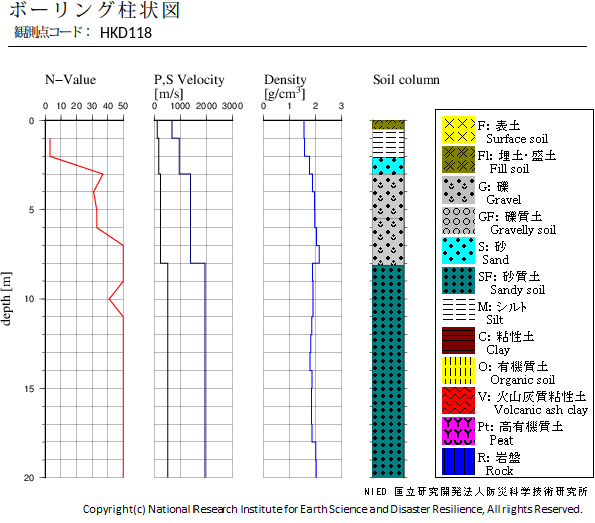 ボーリング柱状図
観測点コード： HKD118
N-Value
P,S Velocity
[m/s]
Density
[g/cm³]
Soil column
0 10 20 30 40 50
0 1000 2000 3000
0 1 2 3
0
5
10
15
20
depth [m]
F: 表土
Surface soil
Fl: 埋土・盛土
Fill soil
G: 礫
Gravel
GF: 礫質土
Gravelly soil
S: 砂
Sand
SF: 砂質土
Sandy soil
M: シルト
Silt
C: 粘性土
Clay
O: 有機質土
Organic soil
V: 火山灰質粘性土
Volcanic ash clay
Pt: 高有機質土
Peat
R: 岩盤
Rock
NIED 国立研究開発法人防災科学技術研究所
Copyright(c) National Research Institute for Earth Science and Disaster Resilience, All rights Reserved.